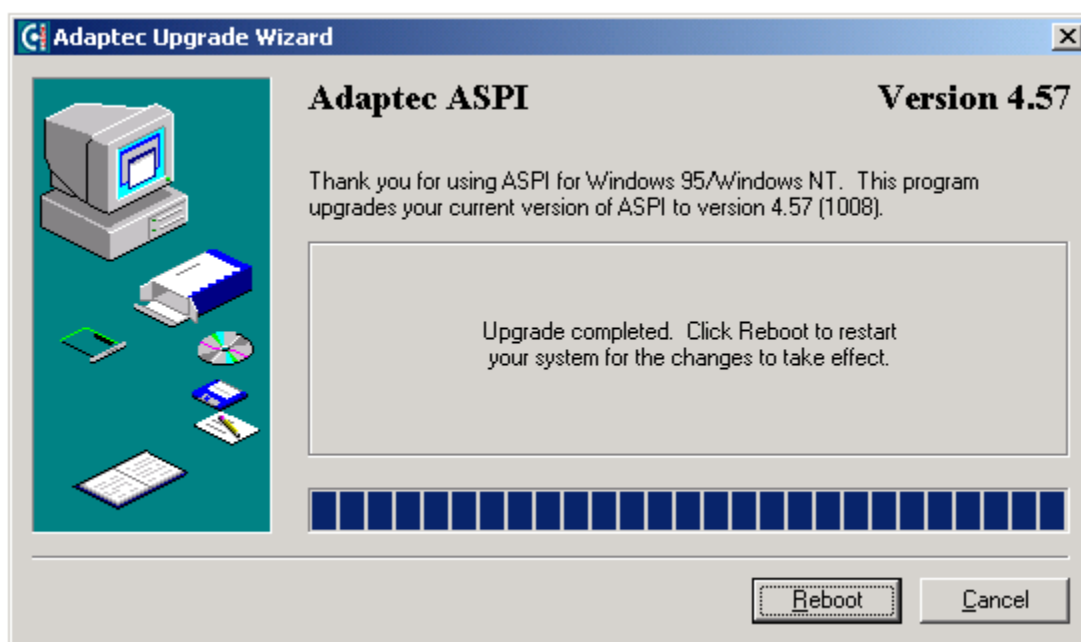 Adaptec Upgrade Wizard
Adaptec ASPI Version 4.57
Thank you for using ASPI for Windows 95/Windows NT.  This program
upgrades your current version of ASPI to version 4.57 (1008).
Upgrade completed.  Click Reboot to restart
your system for the changes to take effect.
Reboot Cancel